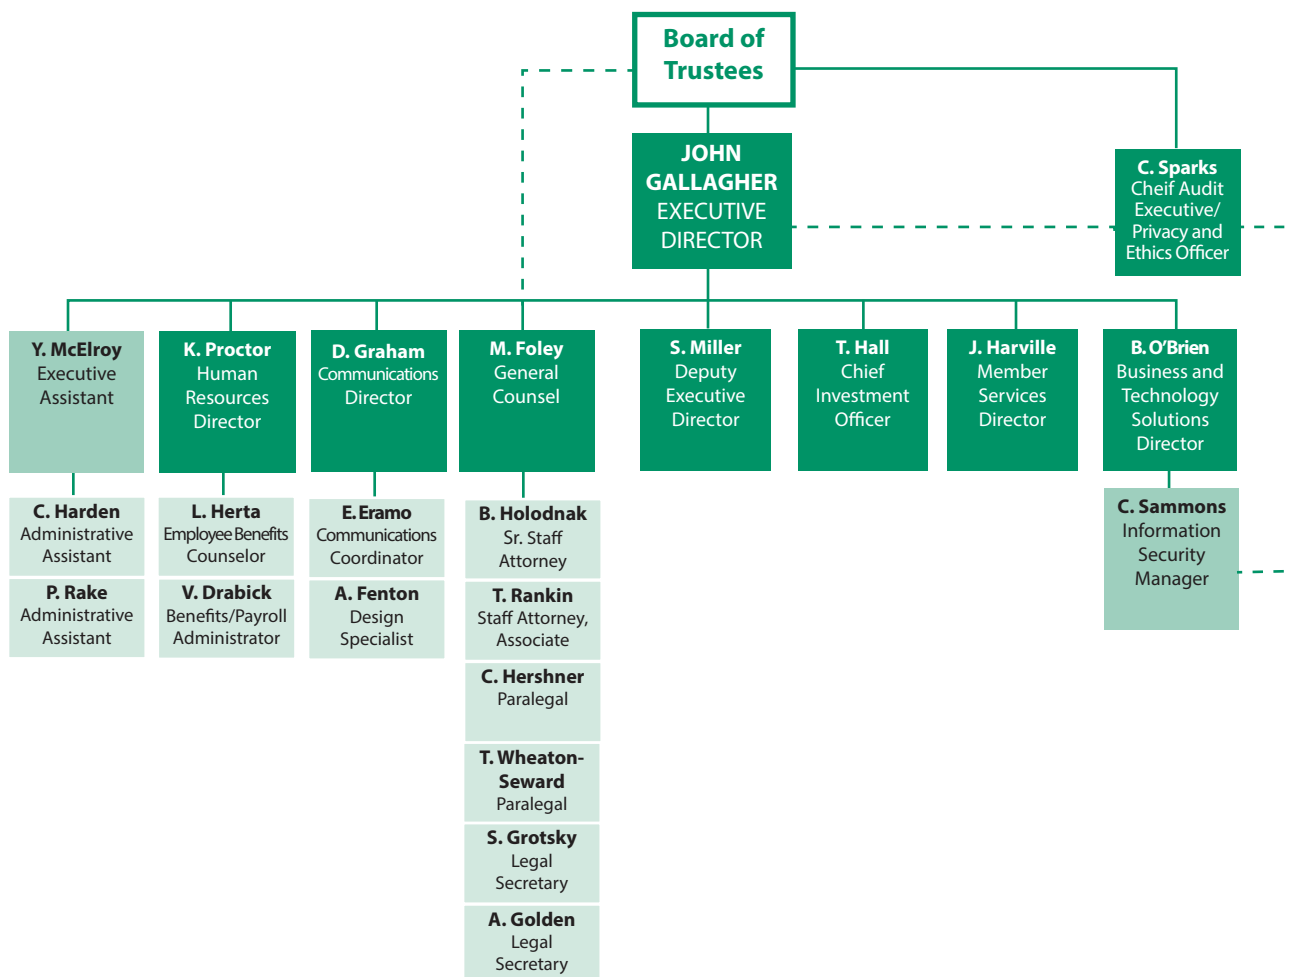 Board of
Trustees
JOHN
GALLAGHER
EXECUTIVE
DIRECTOR
C. Sparks
Cheif Audit
Executive/
Privacy and
Ethics Officer
Y. McElroy
Executive
Assistant
K. Proctor
Human
Resources
Director
D. Graham
Communications
Director
M. Foley
General
Counsel
S. Miller
Deputy
Executive
Director
T. Hall
Chief
Investment
Officer
J. Harville
Member
Services
Director
B. O'Brien
Business and
Technology
Solutions
Director
C. Harden
Administrative
Assistant
P. Rake
Administrative
Assistant
L. Herta
Employee Benefits
Counselor
V. Drabick
Benefits/Payroll
Administrator
E. Eramo
Communications
Coordinator
A. Fenton
Design
Specialist
B. Holodnak
Sr. Staff
Attorney
T. Rankin
Staff Attorney,
Associate
C. Hershner
Paralegal
T. Wheaton-
Seward
Paralegal
S. Grotsky
Legal
Secretary
A. Golden
Legal
Secretary
C. Sammons
Information
Security
Manager